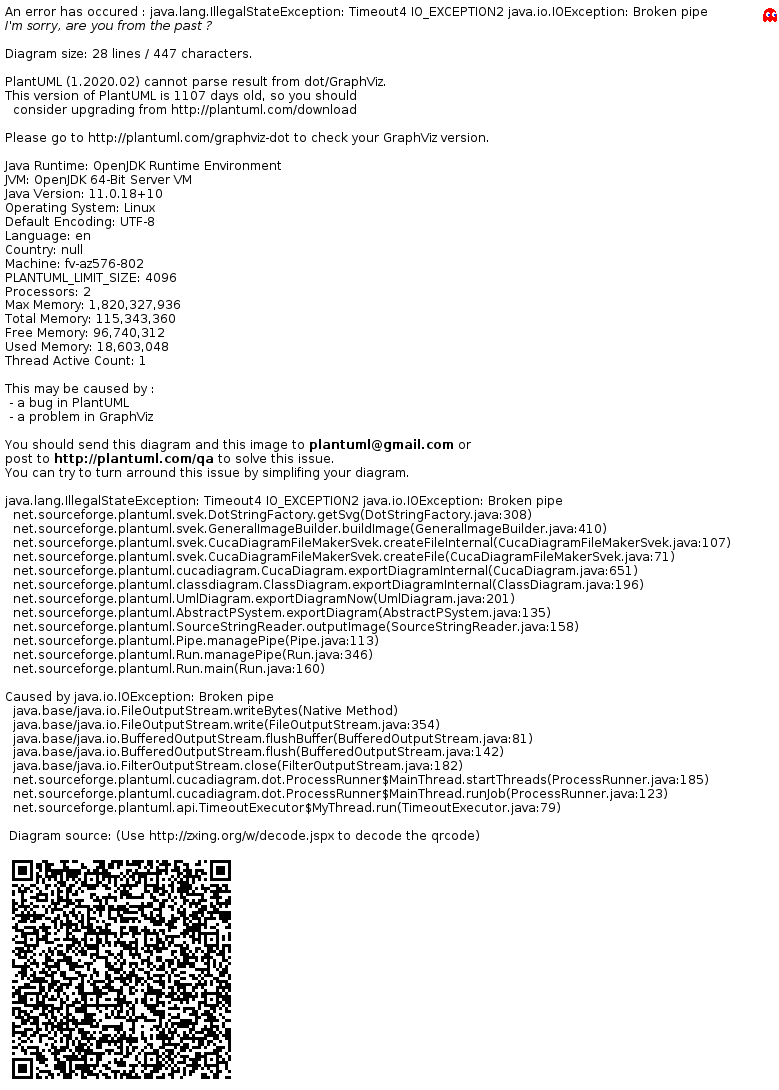 An error has occured : java.lang.IllegalStateException: Timeout4 IO_EXCEPTION2 java.io.IOException: Broken pipe
I'm sorry, are you from the past ?
Diagram size: 28 lines / 447 characters.
PlantUML (1.2020.02) cannot parse result from dot/GraphViz.
This version of PlantUML is 1107 days old, so you should
consider upgrading from http://plantuml.com/download
Please go to http://plantuml.com/graphviz-dot to check your GraphViz version.
Java Runtime: OpenJDK Runtime Environment
JVM: OpenJDK 64-Bit Server VM
Java Version: 11.0.18+10
Operating System: Linux
Default Encoding: UTF-8
Language: en
Country: null
Machine: fv-az576-802
PLANTUML_LIMIT_SIZE: 4096
Processors: 2
Max Memory: 1,820,327,936
Total Memory: 115,343,360
Free Memory: 96,740,312
Used Memory: 18,603,048
Thread Active Count: 1
This may be caused by :
- a bug in PlantUML
- a problem in GraphViz
You should send this diagram and this image to plantuml@gmail.com or
post to http://plantuml.com/qa to solve this issue.
You can try to turn arround this issue by simplifing your diagram.
java.lang.IllegalStateException: Timeout4 IO_EXCEPTION2 java.io.IOException: Broken pipe
net.sourceforge.plantuml.svek.DotStringFactory.getSvg(DotStringFactory.java:308)
net.sourceforge.plantuml.svek.GeneralImageBuilder.buildImage(GeneralImageBuilder.java:410)
net.sourceforge.plantuml.svek.CucaDiagramFileMakerSvek.createFileInternal(CucaDiagramFileMakerSvek.java:107)
net.sourceforge.plantuml.svek.CucaDiagramFileMakerSvek.createFile(CucaDiagramFileMakerSvek.java:71)
net.sourceforge.plantuml.cucadiagram.CucaDiagram.exportDiagramInternal(CucaDiagram.java:651)
net.sourceforge.plantuml.classdiagram.ClassDiagram.exportDiagramInternal(ClassDiagram.java:196)
net.sourceforge.plantuml.UmlDiagram.exportDiagramNow(UmlDiagram.java:201)
net.sourceforge.plantuml.AbstractPSystem.exportDiagram(AbstractPSystem.java:135)
net.sourceforge.plantuml.SourceStringReader.outputImage(SourceStringReader.java:158)
net.sourceforge.plantuml.Pipe.managePipe(Pipe.java:113)
net.sourceforge.plantuml.Run.managePipe(Run.java:346)
net.sourceforge.plantuml.Run.main(Run.java:160)
Caused by java.io.IOException: Broken pipe
java.base/java.io.FileOutputStream.writeBytes(Native Method)
java.base/java.io.FileOutputStream.write(FileOutputStream.java:354)
java.base/java.io.BufferedOutputStream.flushBuffer(BufferedOutputStream.java:81)
java.base/java.io.BufferedOutputStream.flush(BufferedOutputStream.java:142)
java.base/java.io.FilterOutputStream.close(FilterOutputStream.java:182)
net.sourceforge.plantuml.cucadiagram.dot.ProcessRunner$MainThread.startThreads(ProcessRunner.java:185)
net.sourceforge.plantuml.cucadiagram.dot.ProcessRunner$MainThread.runJob(ProcessRunner.java:123)
net.sourceforge.plantuml.api.TimeoutExecutor$MyThread.run(TimeoutExecutor.java:79)
Diagram source: (Use http://zxing.org/w/decode.jspx to decode the qrcode)